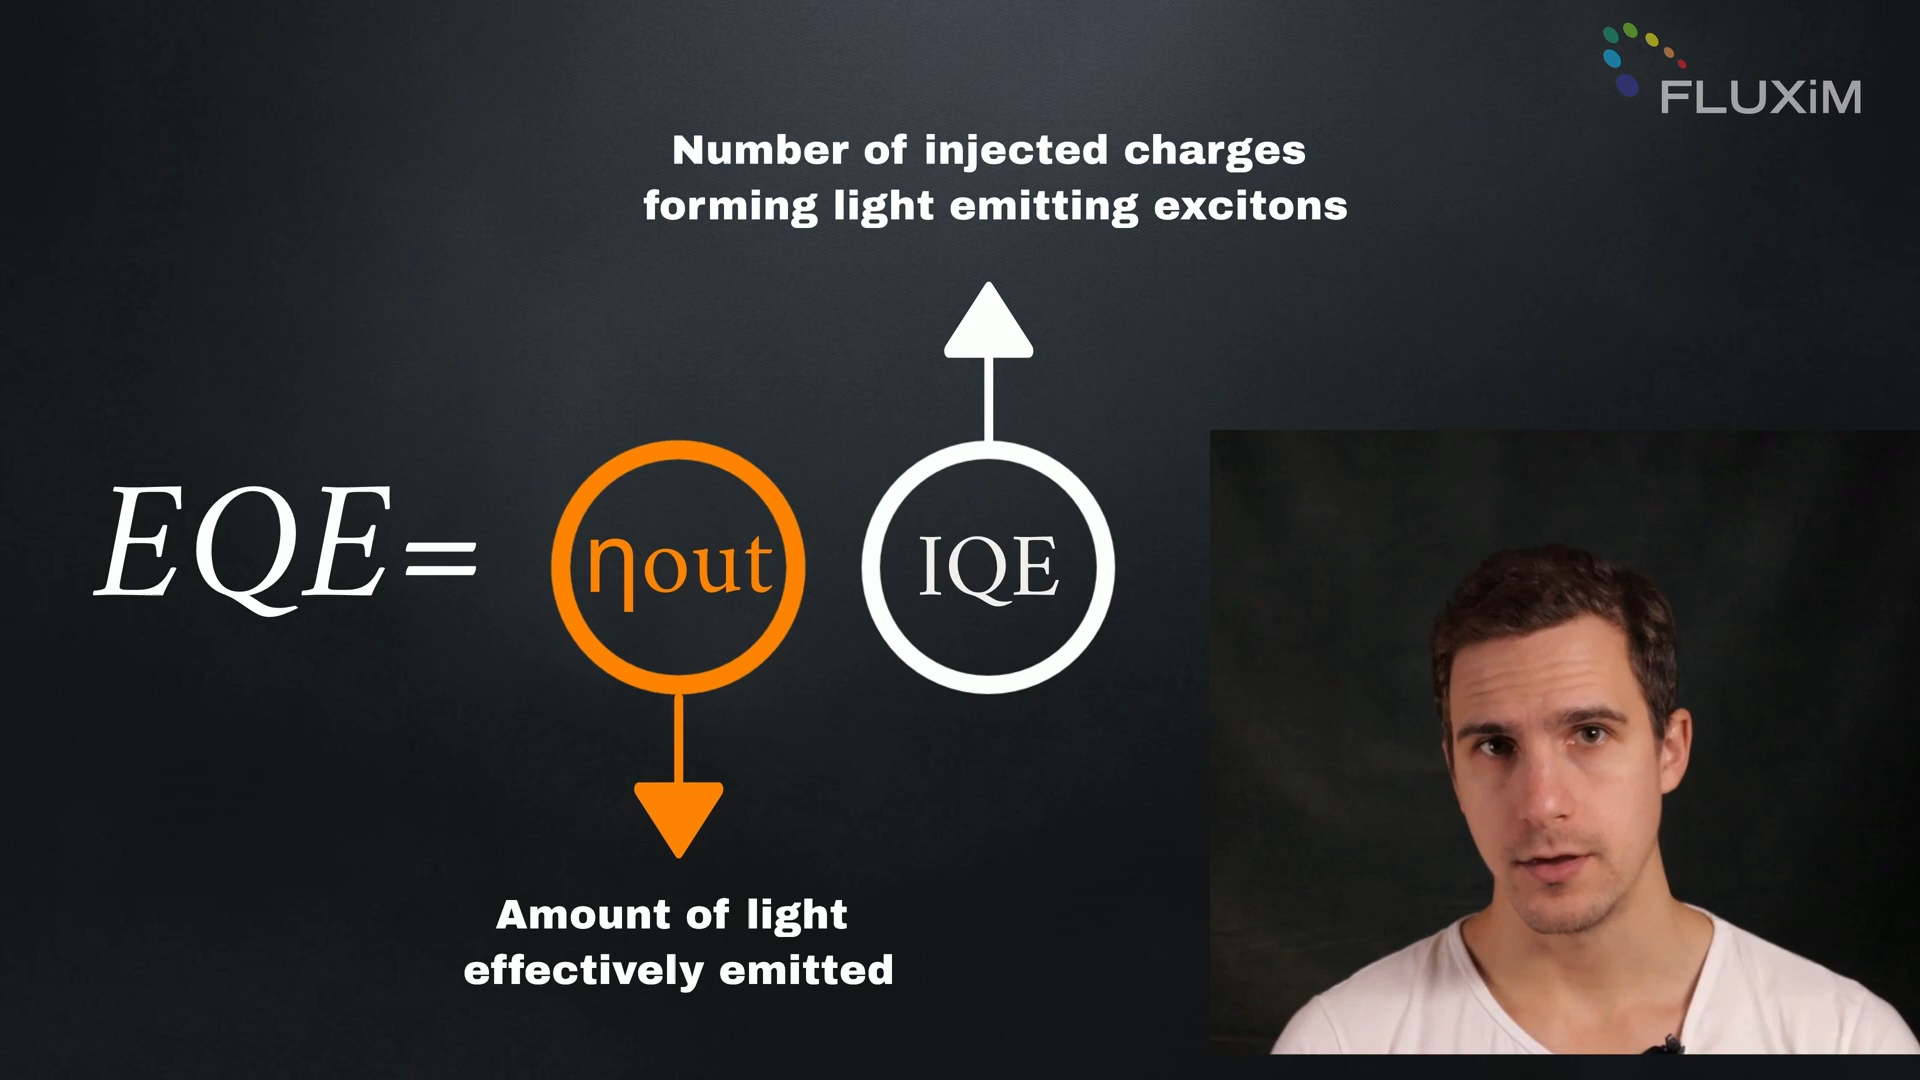 FLUXiM
Number of injected charges
forming light emitting excitons
EQE=
ηout
IQE
Amount of light
effectively emitted